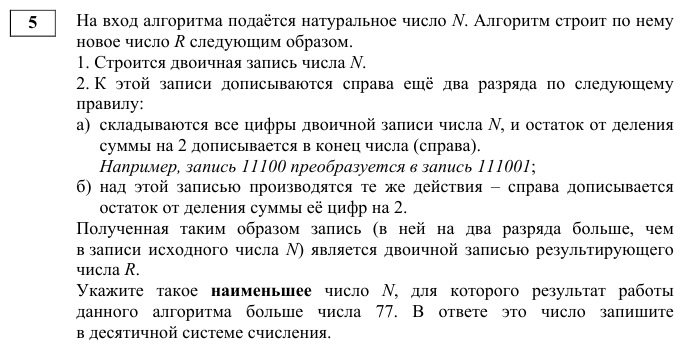 5
На вход алгоритма подаётся натуральное число N. Алгоритм строит по нему
новое число R следующим образом.
1. Строится двоичная запись числа N.
2. К этой записи дописываются справа ещё два разряда по следующему
правилу:
а) складываются все цифры двоичной записи числа N, и остаток от деления
суммы на 2 дописывается в конец числа (справа).
Например, запись 11100 преобразуется в запись 111001;
б) над этой записью производятся те же действия – справа дописывается
остаток от деления суммы её цифр на 2.
Полученная таким образом запись (в ней на два разряда больше, чем
в записи исходного числа N) является двоичной записью результирующего
числа R.
Укажите такое наименьшее число N, для которого результат работы
данного алгоритма больше числа 77. В ответе это число запишите
в десятичной системе счисления.